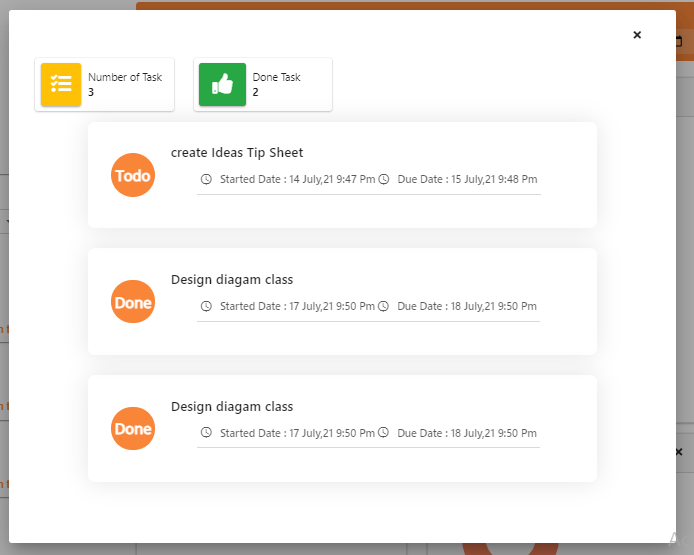 Number of Task
3
Done Task
2
Todo
create Ideas Tip Sheet
Started Date : 14 July,21 9:47 Pm Due Date : 15 July,21 9:48 Pm
Done
Design diagam class
Started Date : 17 July,21 9:50 Pm Due Date : 18 July,21 9:50 Pm
Done
Design diagam class
Started Date : 17 July,21 9:50 Pm Due Date : 18 July,21 9:50 Pm